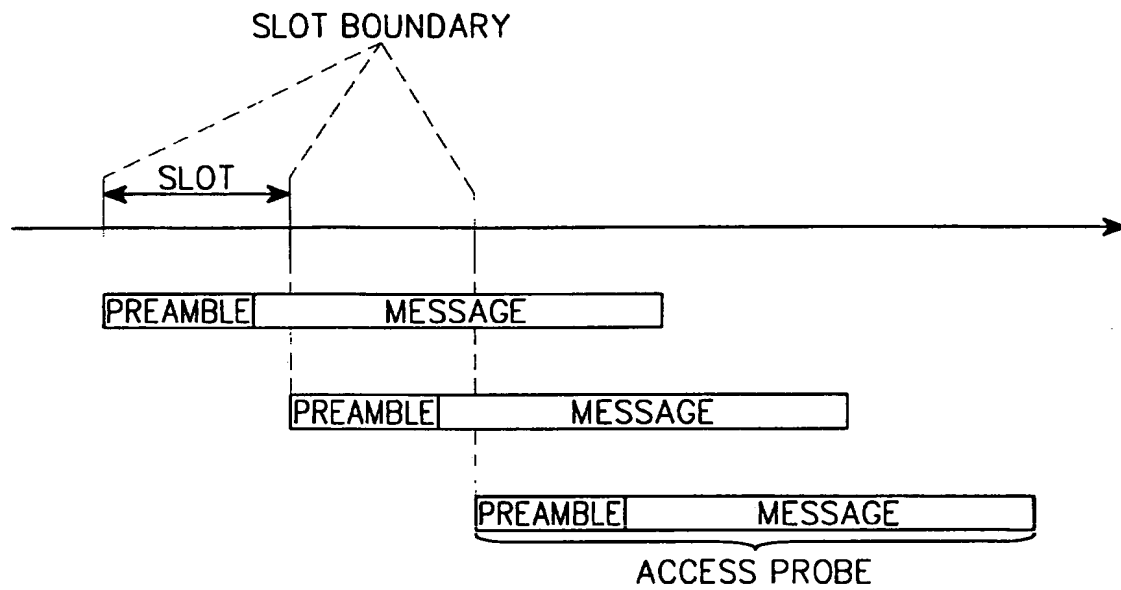 SLOT BOUNDARY
SLOT
PREAMBLE MESSAGE
PREAMBLE MESSAGE
PREAMBLE MESSAGE
ACCESS PROBE